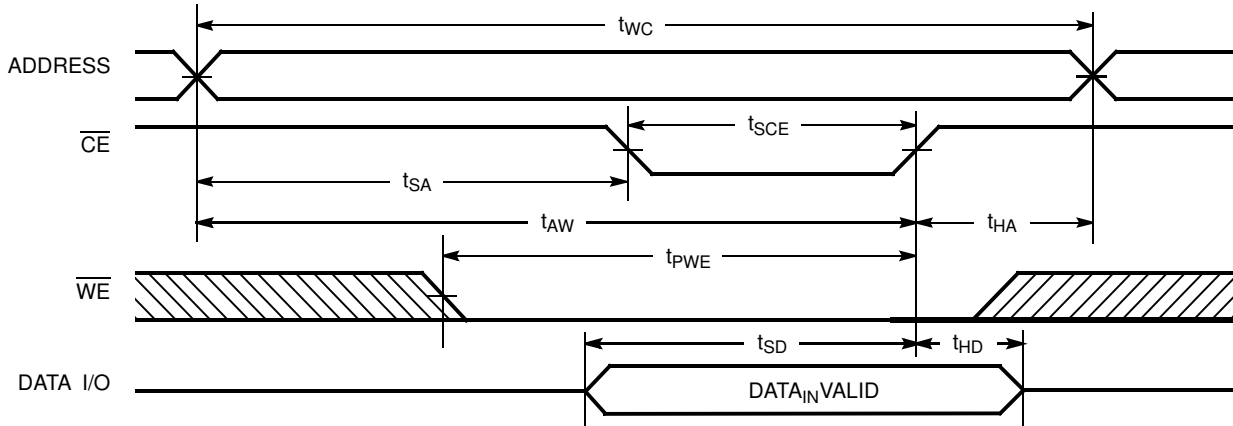 tWC
ADDRESS
CE
tSCE
tSA
tAW
tHA
tPWE
WE
tSD
tHD
DATA I/O
DATAINVALID